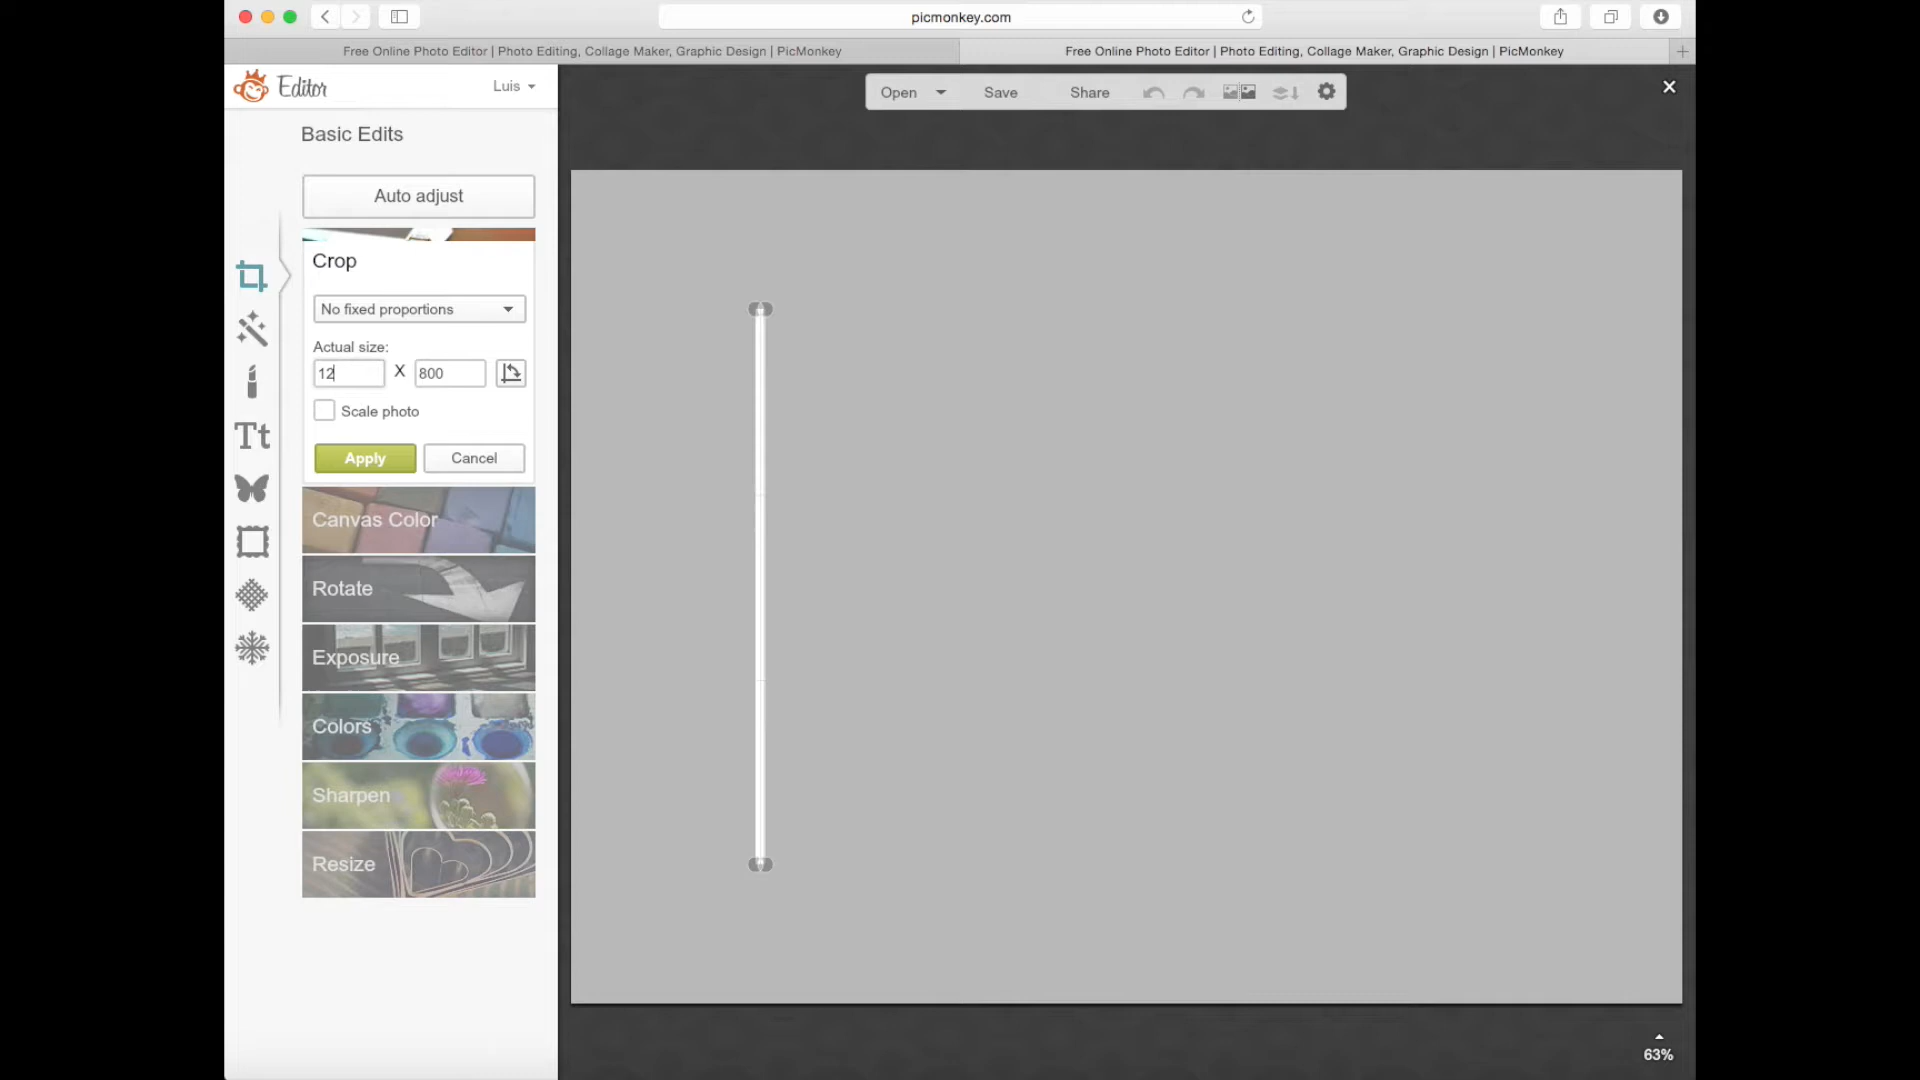 picmonkey.com
Free Online Photo Editor | Photo Editing, Collage Maker, Graphic Design | PicMonkey
Free Online Photo Editor | Photo Editing, Collage Maker, Graphic Design | PicMonkey
Editor
Luis
Open
Save
Share
Basic Edits
Auto adjust
Crop
No fixed proportions
Actual size:
12 X 800
Scale photo
Apply
Cancel
Tt
Canvas Color
Rotate
Exposure
Colors
Sharpen
Resize
63%